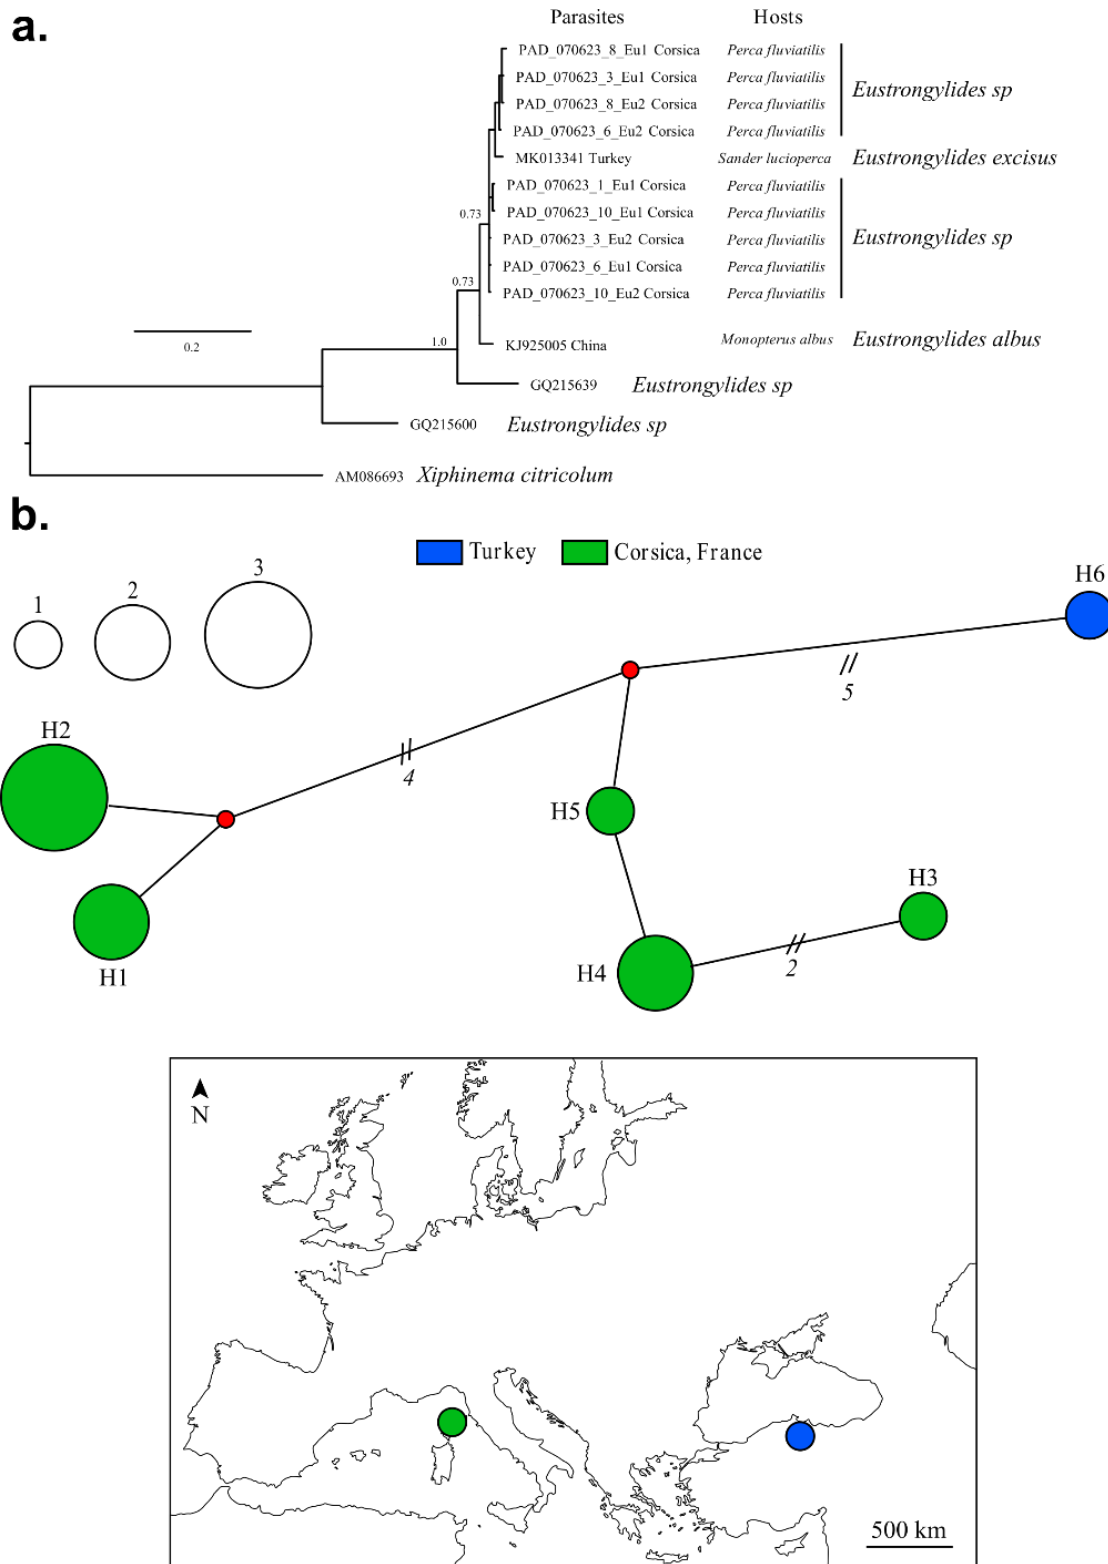 a.
Parasites Hosts
PAD_070623_8_Eu1 Corsica Perca fluviatilis
PAD_070623_3_Eu1 Corsica Perca fluviatilis
Eustrongylides sp
PAD_070623_8_Eu2 Corsica Perca fluviatilis
PAD_070623_6_Eu2 Corsica Perca fluviatilis
MK013341 Turkey Sander lucioperca Eustrongylides excisus
PAD_070623_1_Eu1 Corsica Perca fluviatilis
0.73 PAD_070623_10_Eu1 Corsica Perca fluviatilis
PAD_070623_3_Eu2 Corsica Perca fluviatilis Eustrongylides sp
PAD_070623_6_Eu1 Corsica Perca fluviatilis
0.73
PAD_070623_10_Eu2 Corsica Perca fluviatilis
0.2 1.0 KJ925005 China Monopterus albus Eustrongylides albus
GQ215639 Eustrongylides sp
GQ215600 Eustrongylides sp
AM086693 Xiphinema citricolum
b.
Turkey Corsica, France
1 2 3
H6
5
H2
4
H5
H3
H1 H4 2
N
500 km